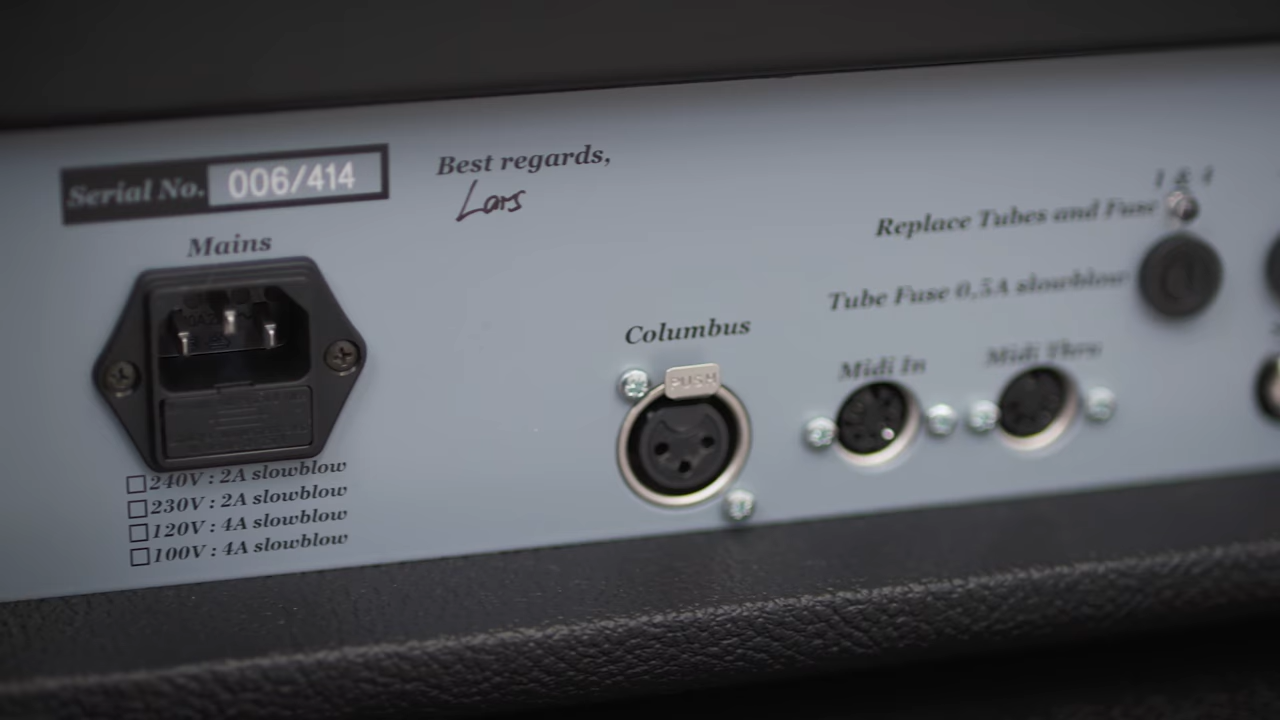 Serial No. 006/414
Best regards,
Lars
Mains
240V : 2A slowblow
230V : 2A slowblow
120V : 4A slowblow
100V : 4A slowblow
Columbus
PUSH
1 & 4
Replace Tubes and Fuse
Tube Fuse 0,5A slowblow
Midi In
Midi Thru